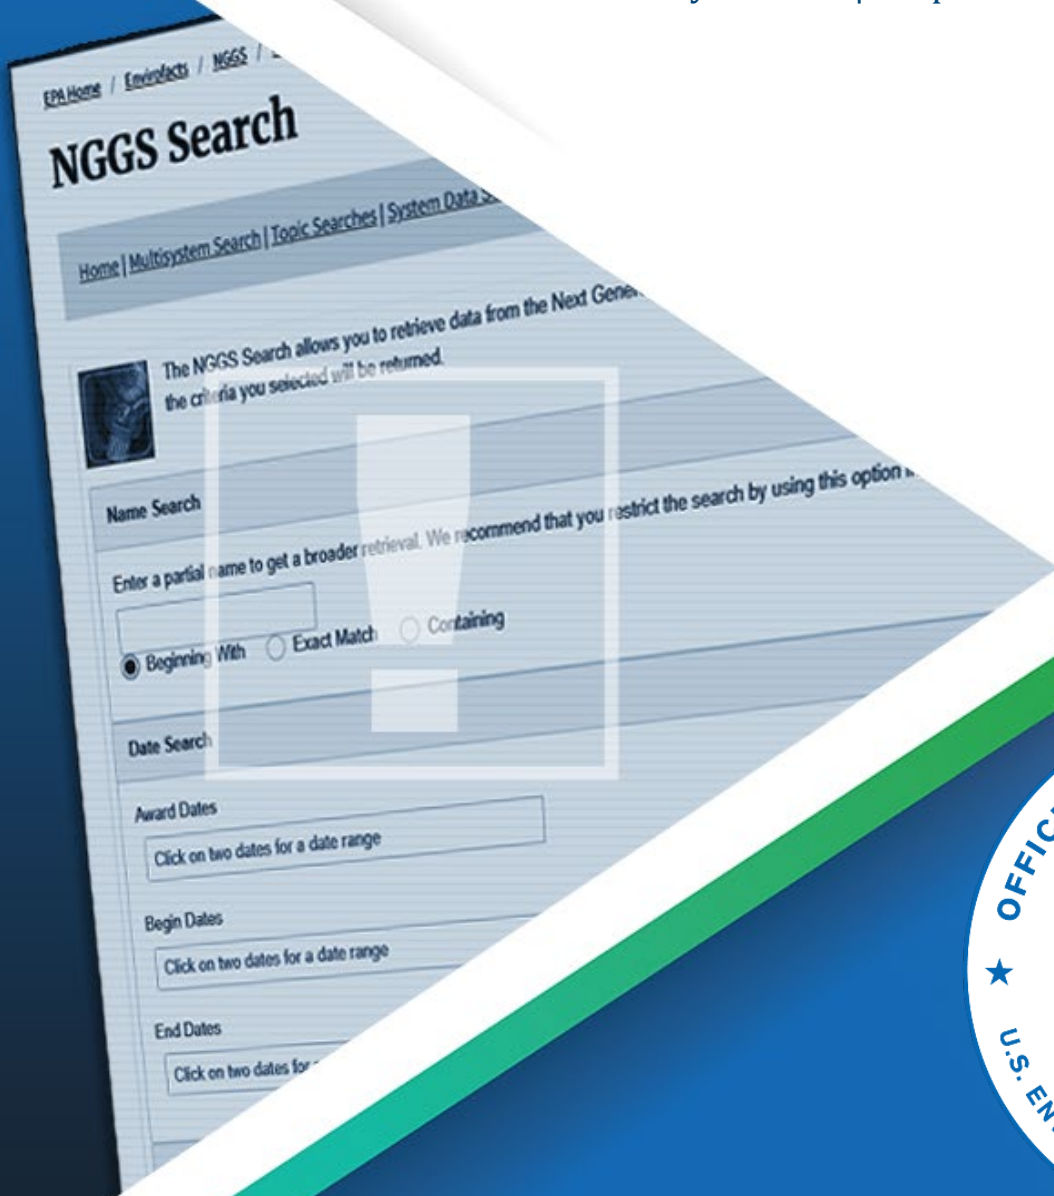 EPA Home / Envirofacts / NGGS /
NGGS Search
Home | Multisystem Search | Topic Searches | System Data
The NGGS Search allows you to retrieve data from the Next
the criteria you selected will be returned.
Name Search
Enter a partial name to get a broader retrieval. We recommend that you restrict the search by using this option
Beginning With Exact Match Containing
Date Search
Award Dates
Click on two dates for a date range
Begin Dates
Click on two dates for a date range
End Dates
Click on two dates for
U.S.